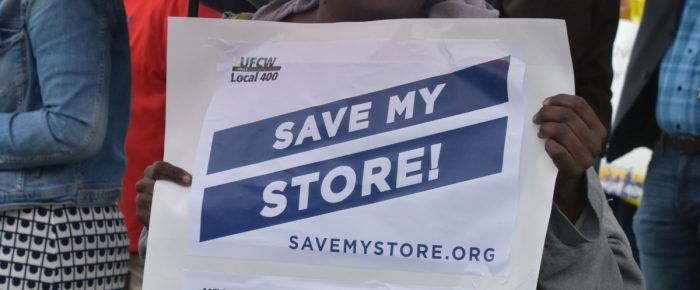 UFCW
Local 400
SAVE MY
STORE!
SAVEMYSTORE.ORG